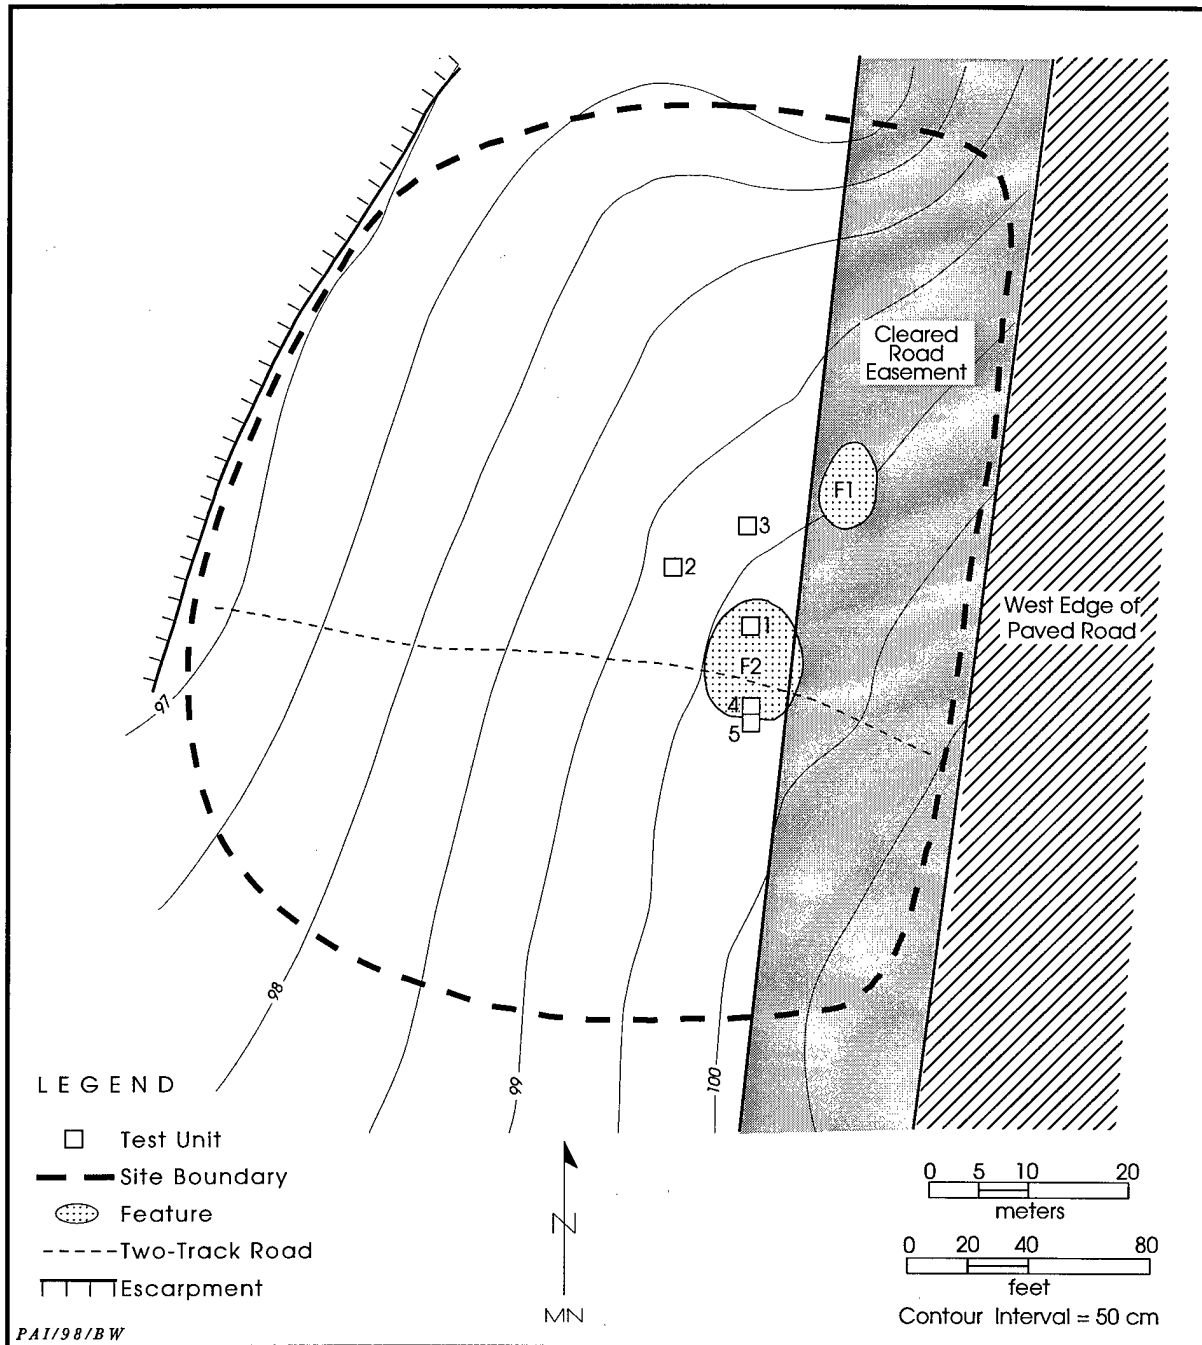 Cleared
Road
Easement
F1
3
2
West Edge of
Paved Road
1
F2
4
5
97
98
99
100
LEGEND
Test Unit
Site Boundary
Feature
Two-Track Road
Escarpment
N
MN
0 5 10 20
meters
0 20 40 80
feet
Contour Interval = 50 cm
PAI/98/BW